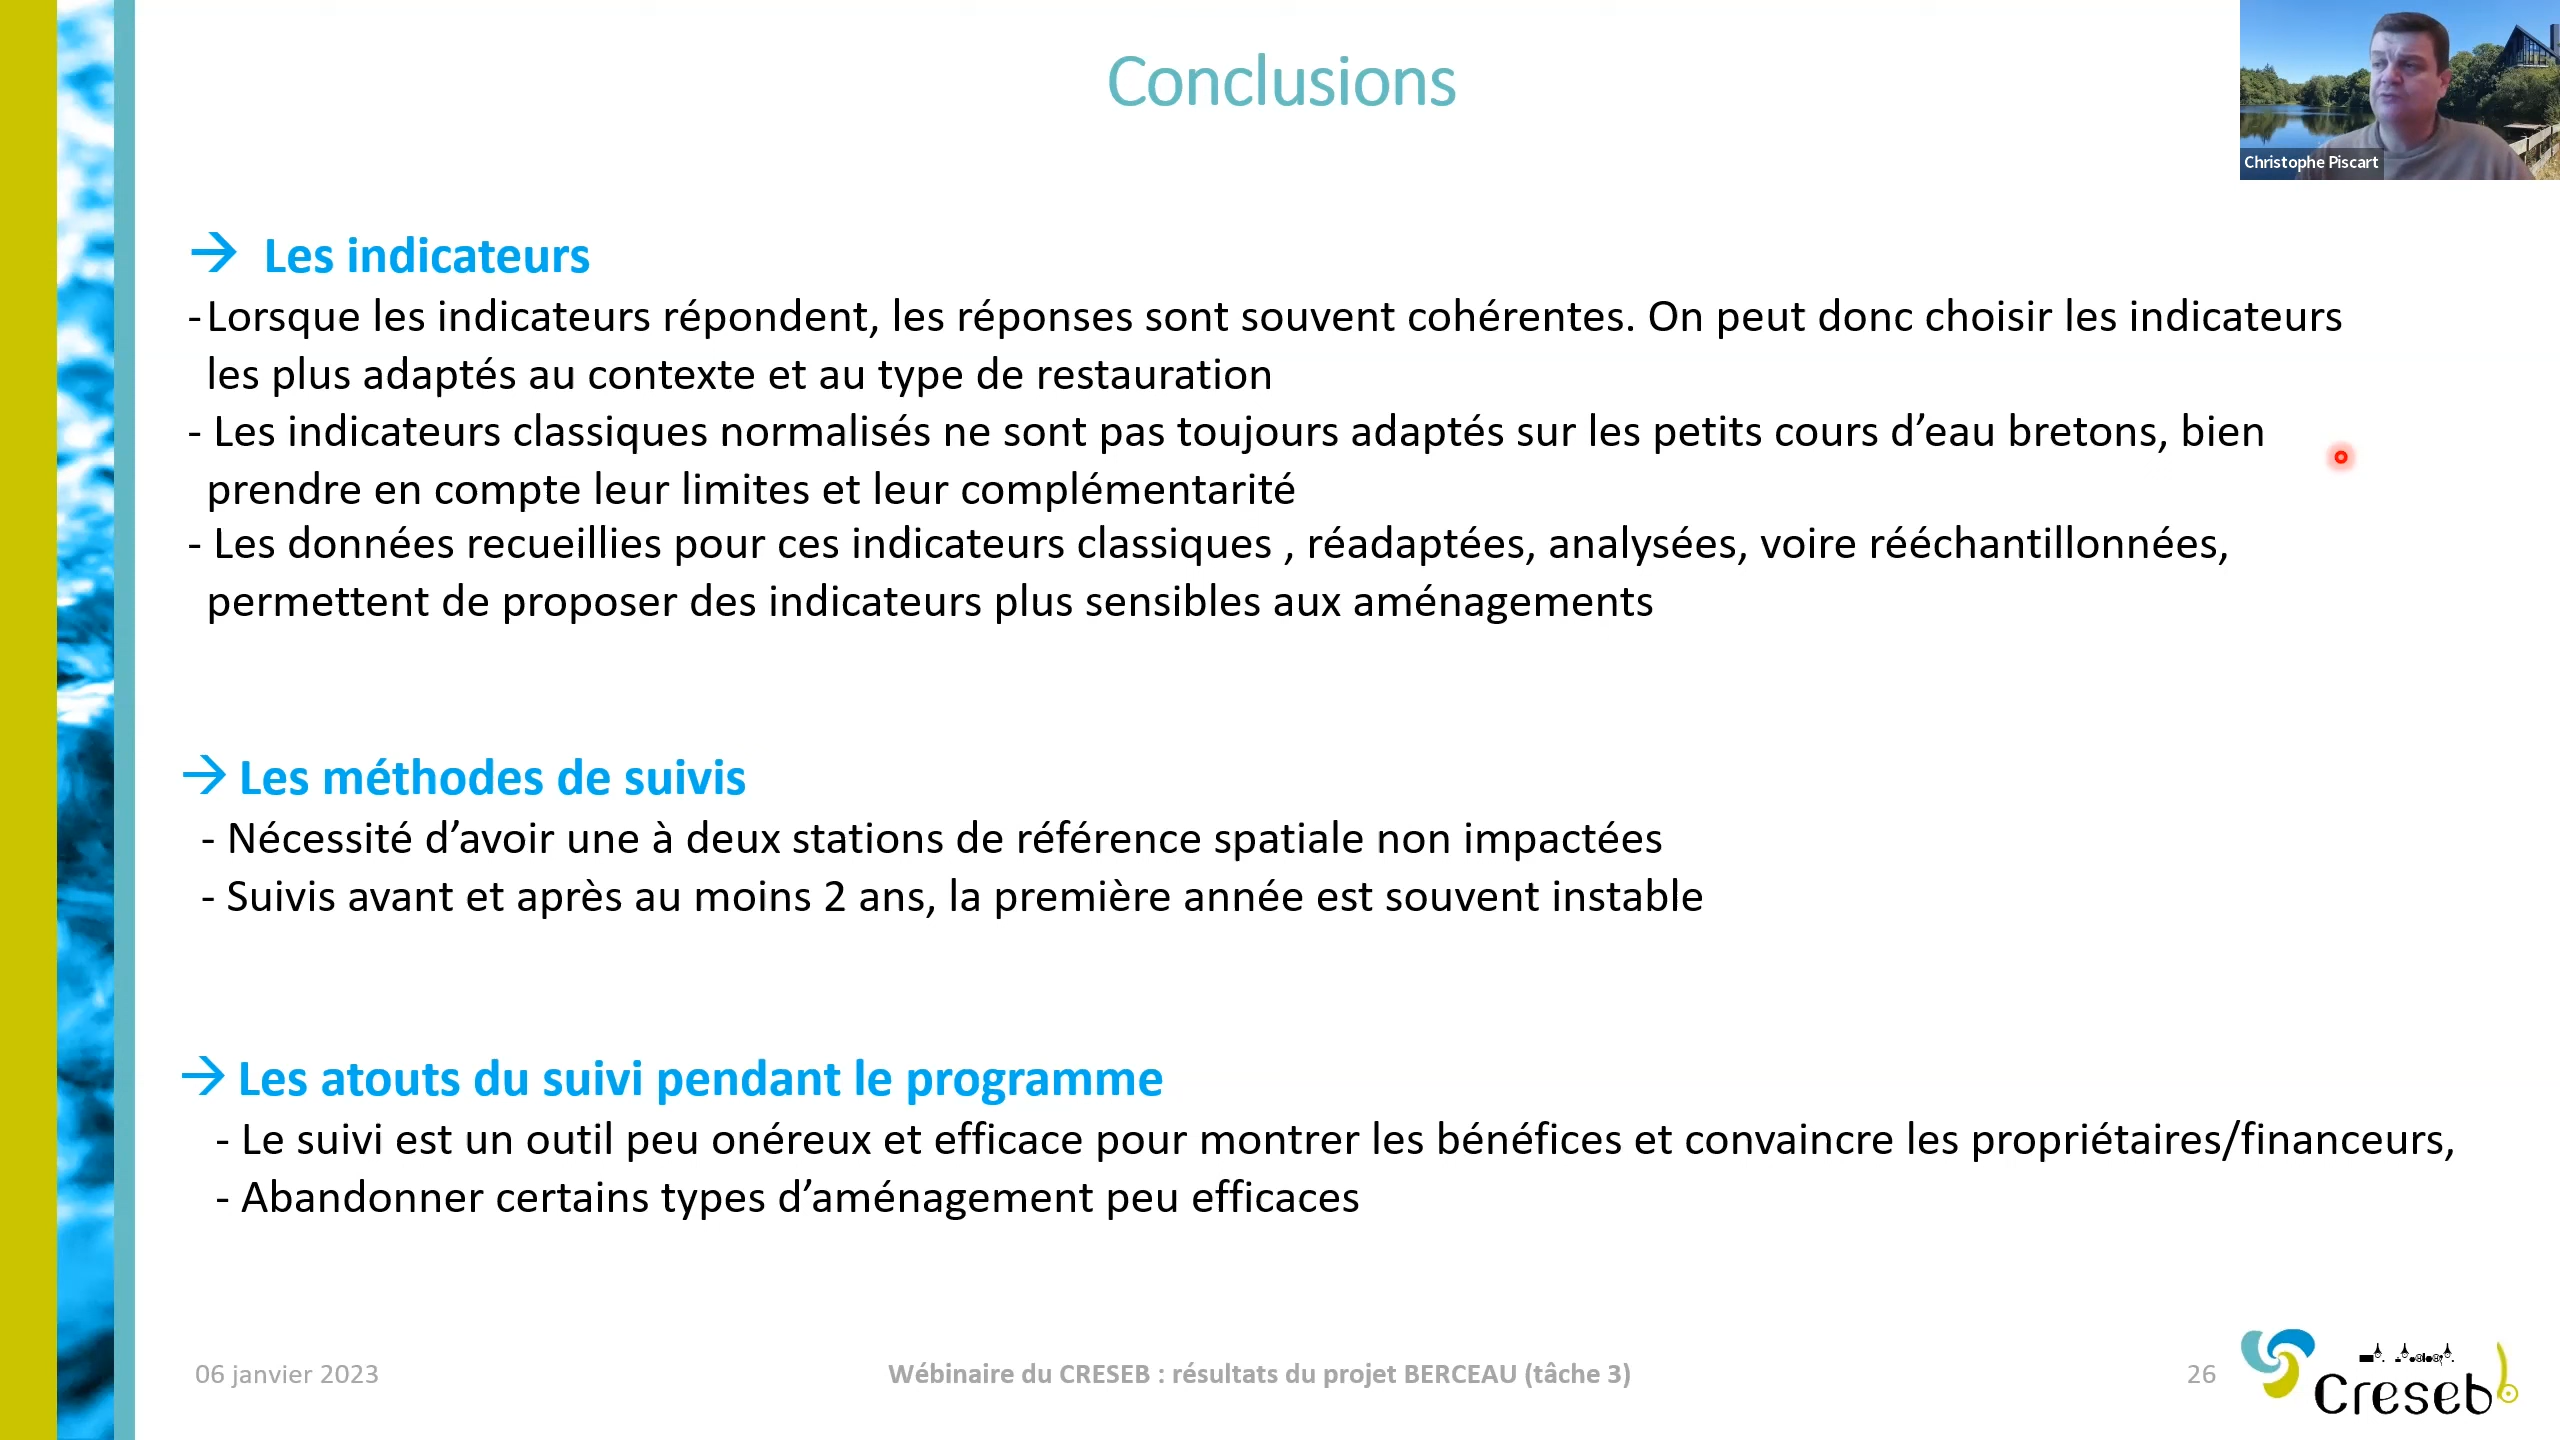 Conclusions
Christophe Piscart
→ Les indicateurs
-Lorsque les indicateurs répondent, les réponses sont souvent cohérentes. On peut donc choisir les indicateurs
les plus adaptés au contexte et au type de restauration
- Les indicateurs classiques normalisés ne sont pas toujours adaptés sur les petits cours d’eau bretons, bien
prendre en compte leur limites et leur complémentarité
- Les données recueillies pour ces indicateurs classiques , réadaptées, analysées, voire rééchantillonnées,
permettent de proposer des indicateurs plus sensibles aux aménagements
→ Les méthodes de suivis
- Nécessité d’avoir une à deux stations de référence spatiale non impactées
- Suivis avant et après au moins 2 ans, la première année est souvent instable
→ Les atouts du suivi pendant le programme
- Le suivi est un outil peu onéreux et efficace pour montrer les bénéfices et convaincre les propriétaires/financeurs,
- Abandonner certains types d’aménagement peu efficaces
06 janvier 2023
Wébinaire du CRESEB : résultats du projet BERCEAU (tâche 3)
26
Creseb